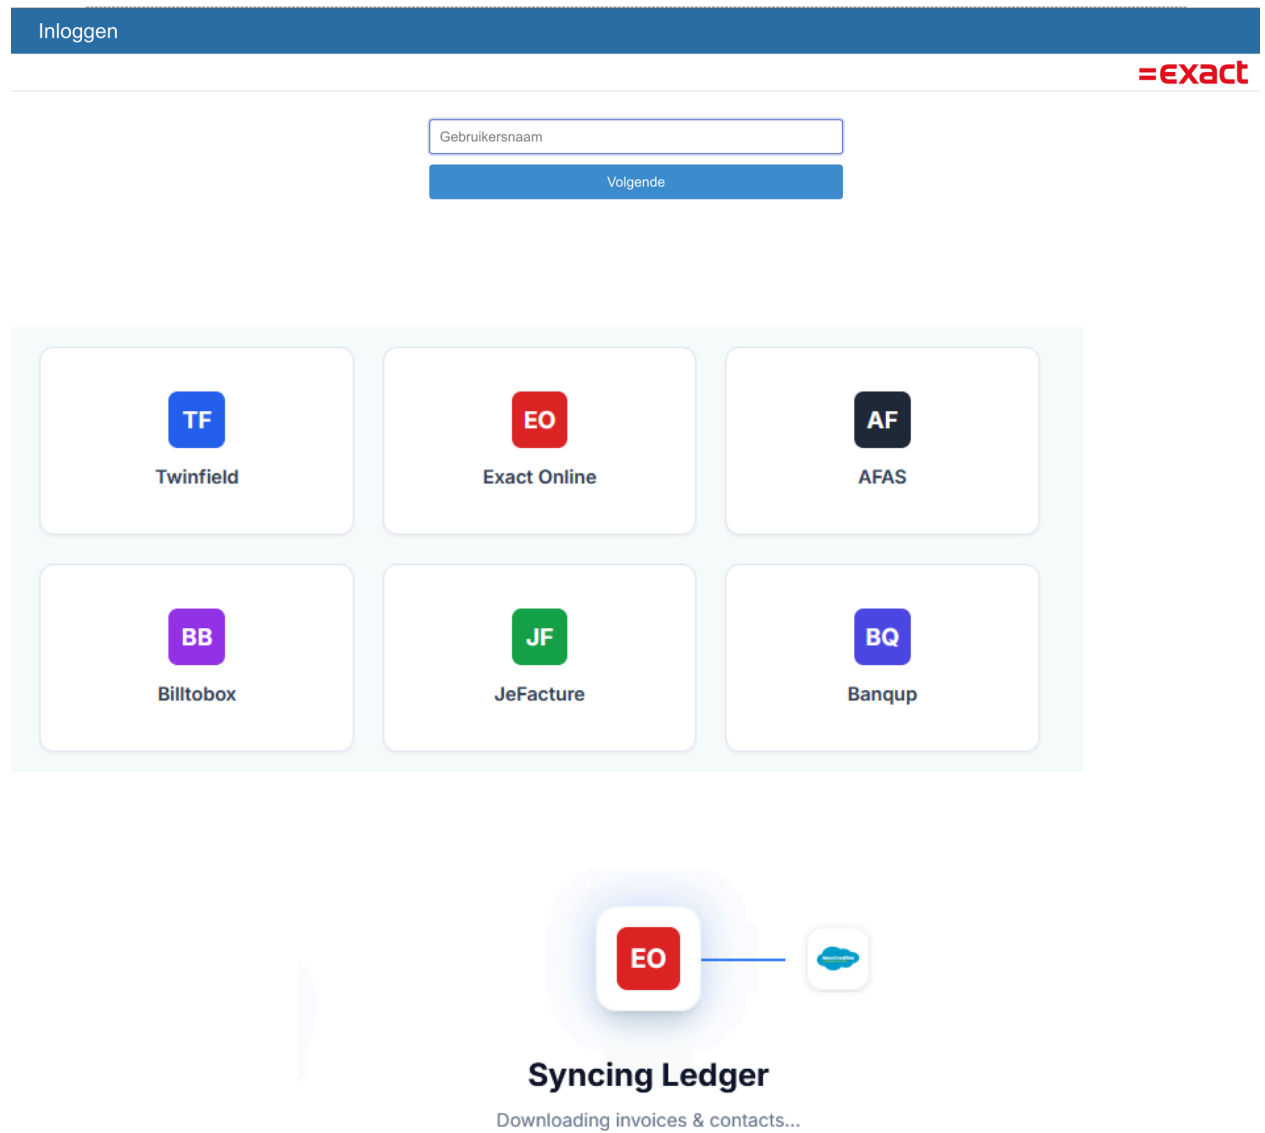 Inloggen
=exact
Gebruikersnaam
Volgende
TF
EO
AF
Twinfield
Exact Online
AFAS
BB
JF
BQ
Billtobox
JeFacture
Banqup
EO
MaxCredible
Syncing Ledger
Downloading invoices & contacts...